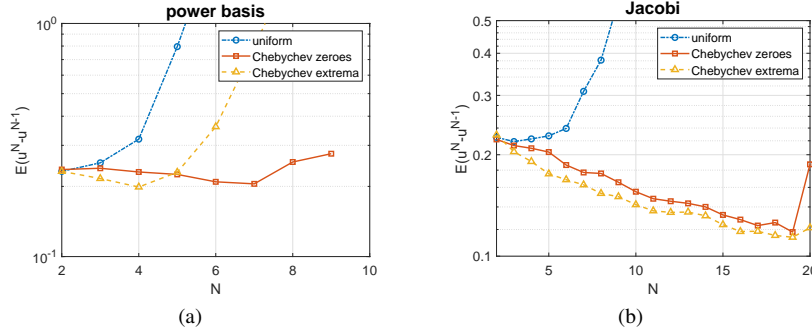 power basis
10^0
10^-1
E(u^N-u^N-1)
2
4
6
8
10
N
uniform
Chebychev zeroes
Chebychev extrema
(a)
Jacobi
0.5
0.4
0.3
0.2
0.1
E(u^N-u^N-1)
5
10
15
20
N
uniform
Chebychev zeroes
Chebychev extrema
(b)